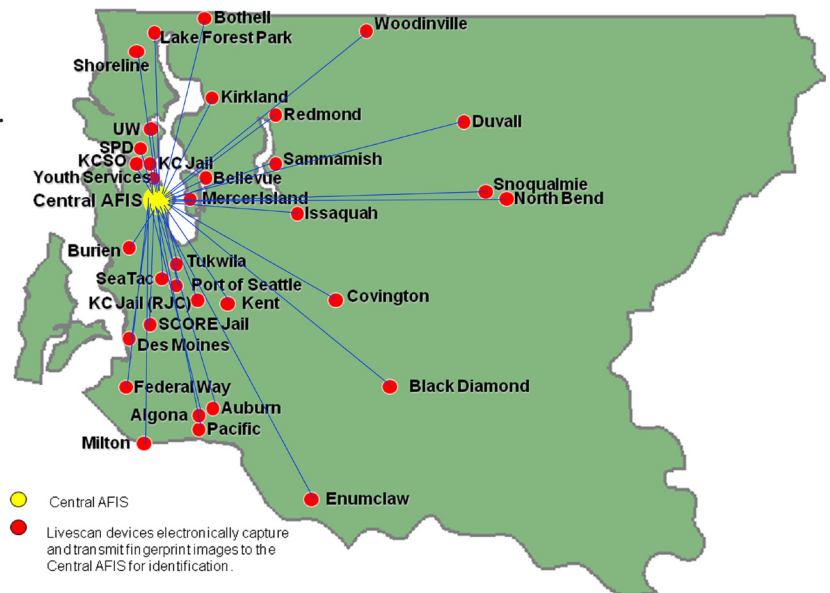 Bothell
Woodinville
Lake Forest Park
Shoreline
Kirkland
Redmond
Duvall
UW
SPD
KCSO
KC Jail
Sammamish
Youth Services
Bellevue
Snoqualmie
Central AFIS
Mercer Island
North Bend
Issaquah
Burien
Tukwila
SeaTac
Port of Seattle
KC Jail (RJC)
Kent
Covington
SCORE Jail
Des Moines
Federal Way
Black Diamond
Algona
Auburn
Pacific
Milton
Enumclaw
Central AFIS
Livescan devices electronically capture
and transmit fingerprint images to the
Central AFIS for identification.